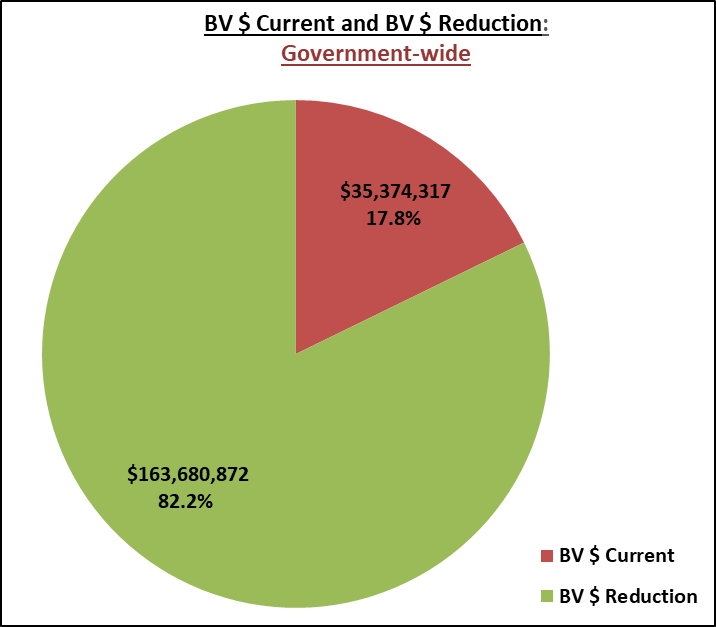 BV $ Current and BV $ Reduction:
Government-wide
$35,374,317
17.8%
$163,680,872
82.2%
BV $ Current
BV $ Reduction